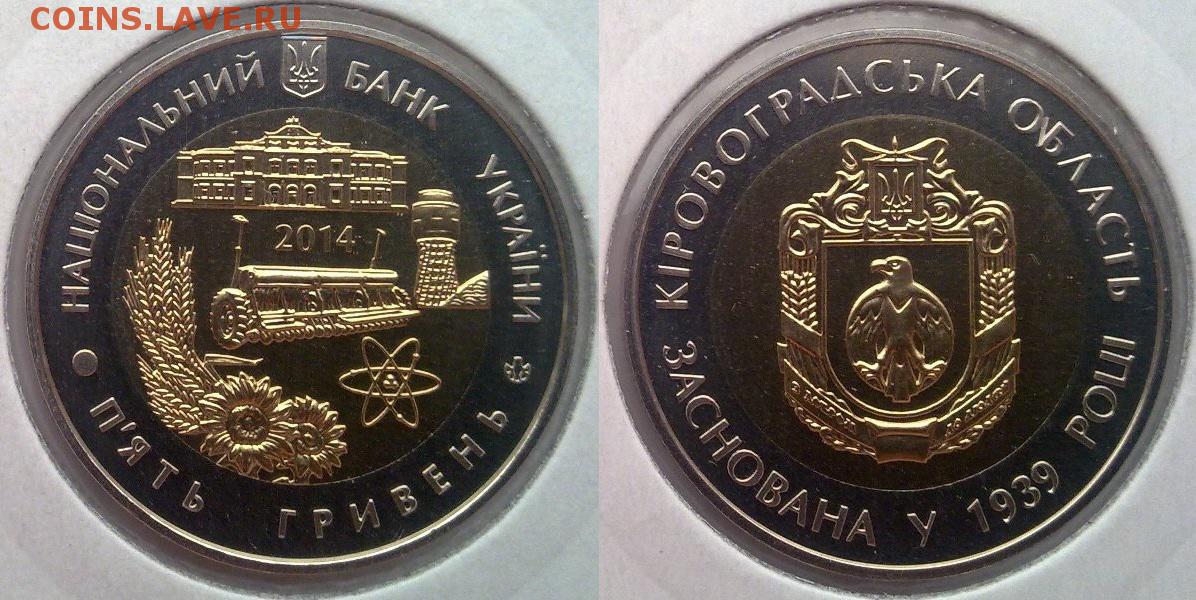 COINS.LAVE.RU
НАЦІОНАЛЬНИЙ БАНК УКРАЇНИ
2014
П'ЯТЬ ГРИВЕНЬ
КІРОВОГРАДСЬКА ОБЛАСТЬ
ЗАСНОВАНА У 1939 РОЦІ